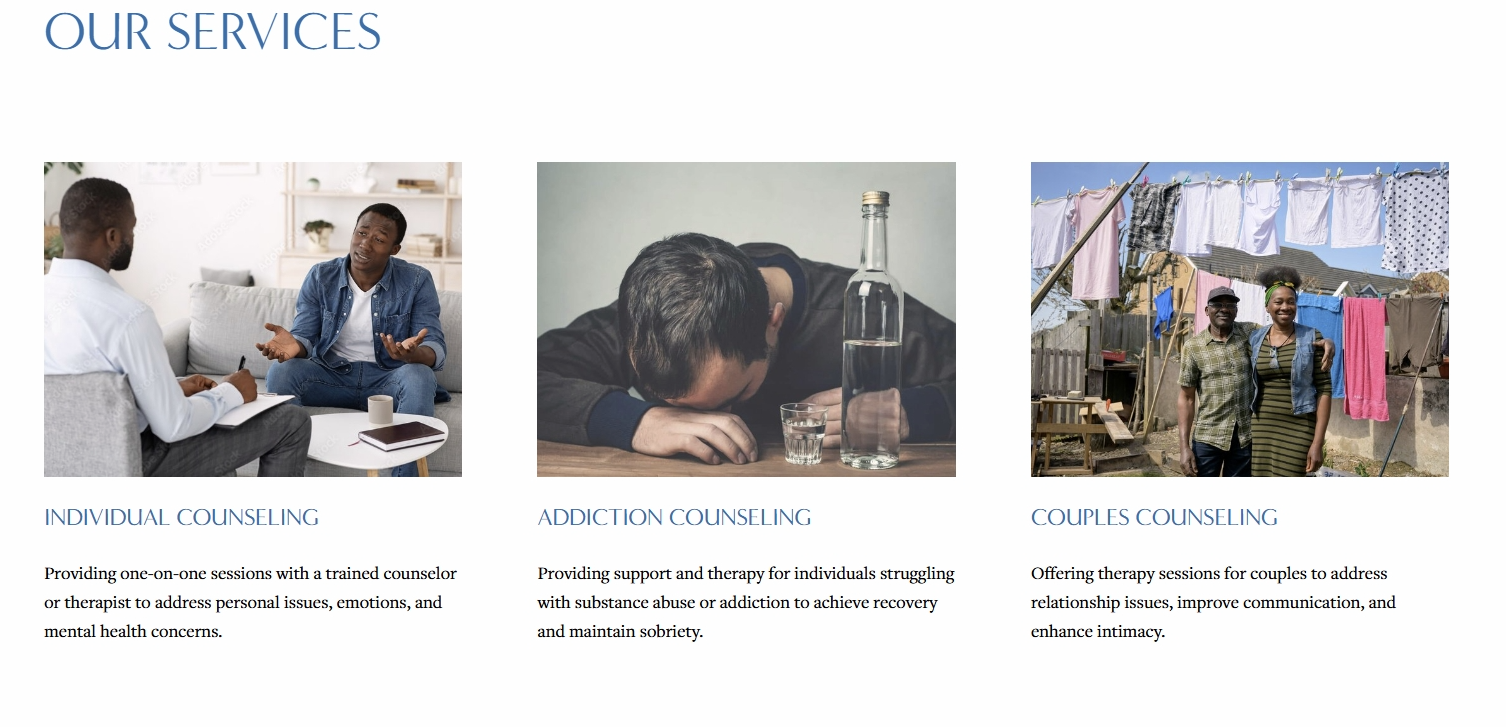 OUR SERVICES
INDIVIDUAL COUNSELING
Providing one-on-one sessions with a trained counselor
or therapist to address personal issues, emotions, and
mental health concerns.
ADDICTION COUNSELING
Providing support and therapy for individuals struggling
with substance abuse or addiction to achieve recovery
and maintain sobriety.
COUPLES COUNSELING
Offering therapy sessions for couples to address
relationship issues, improve communication, and
enhance intimacy.